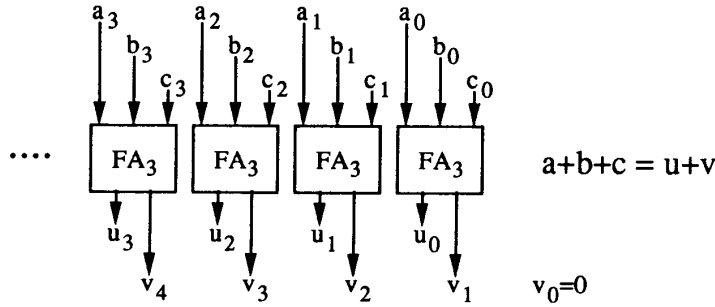 a₃ a₂ a₁ a₀
b₃ b₂ b₁ b₀
c₃ c₂ c₁ c₀
.... FA₃ FA₃ FA₃ FA₃ a+b+c = u+v
u₃ u₂ u₁ u₀
v₄ v₃ v₂ v₁ v₀=0